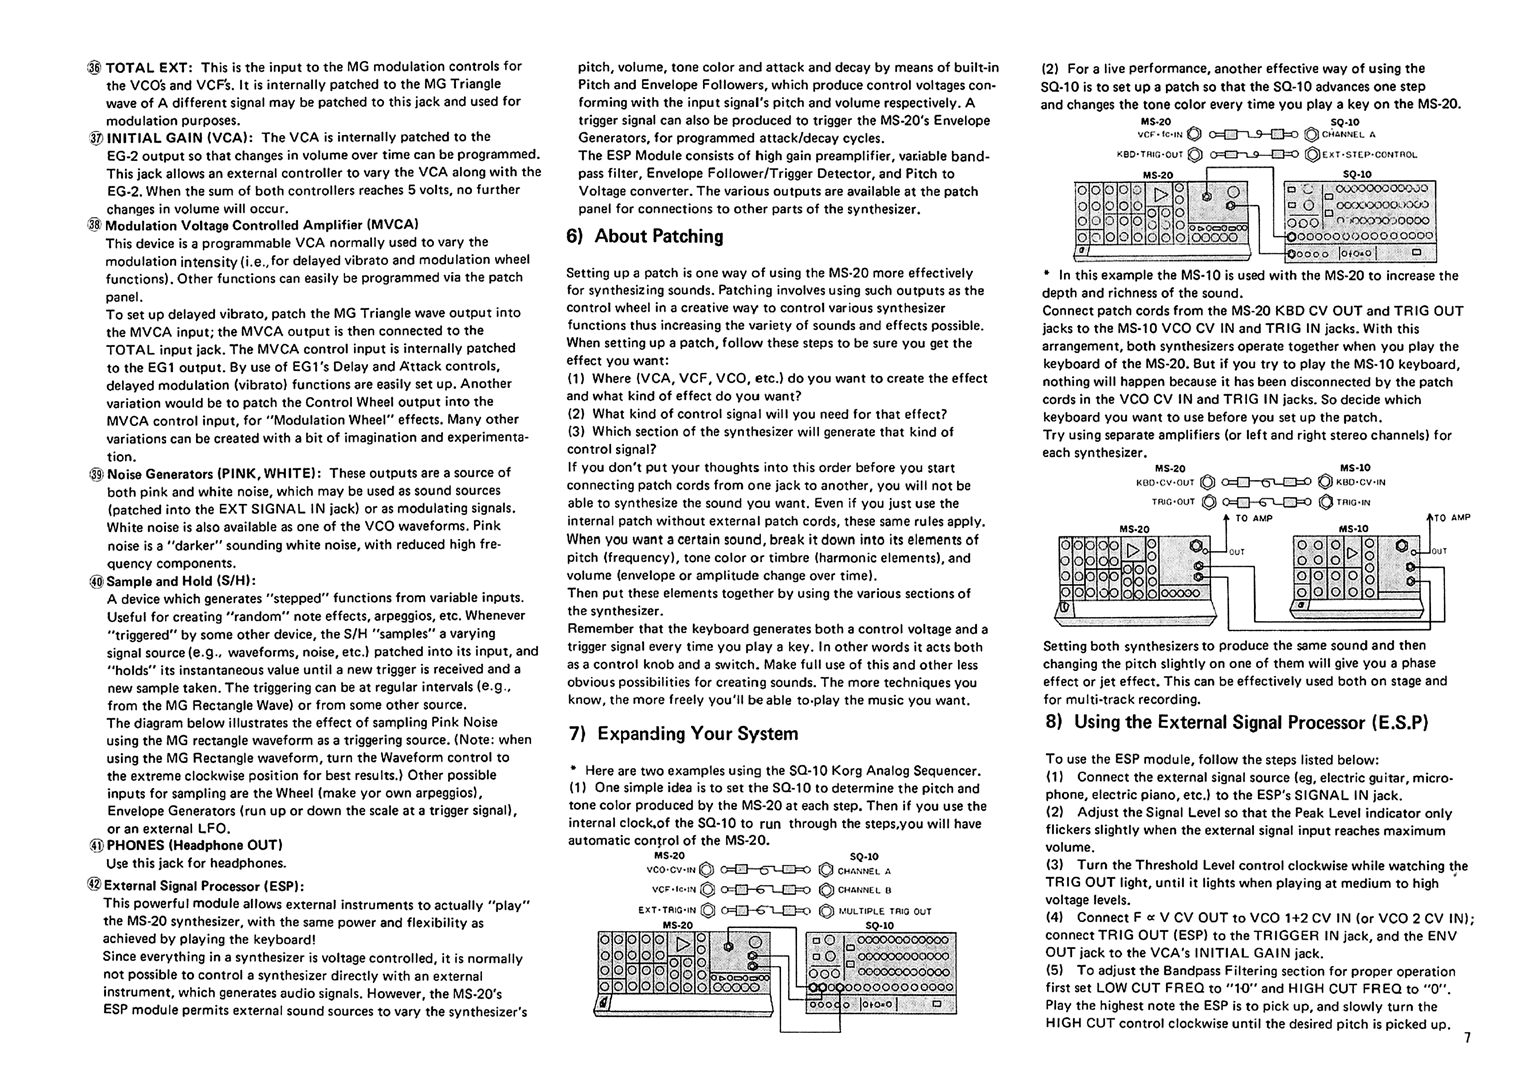 ㊱ TOTAL EXT: This is the input to the MG modulation controls for
the VCO's and VCF's. It is internally patched to the MG Triangle
wave of A different signal may be patched to this jack and used for
modulation purposes.
㊲ INITIAL GAIN (VCA): The VCA is internally patched to the
EG-2 output so that changes in volume over time can be programmed.
This jack allows an external controller to vary the VCA along with the
EG-2. When the sum of both controllers reaches 5 volts, no further
changes in volume will occur.
㊳ Modulation Voltage Controlled Amplifier (MVCA)
This device is a programmable VCA normally used to vary the
modulation intensity (i.e., for delayed vibrato and modulation wheel
functions). Other functions can easily be programmed via the patch
panel.
To set up delayed vibrato, patch the MG Triangle wave output into
the MVCA input; the MVCA output is then connected to the
TOTAL input jack. The MVCA control input is internally patched
to the EG1 output. By use of EG1's Delay and Attack controls,
delayed modulation (vibrato) functions are easily set up. Another
variation would be to patch the Control Wheel output into the
MVCA control input, for "Modulation Wheel" effects. Many other
variations can be created with a bit of imagination and experimenta-
tion.
㊴ Noise Generators (PINK, WHITE): These outputs are a source of
both pink and white noise, which may be used as sound sources
(patched into the EXT SIGNAL IN jack) or as modulating signals.
White noise is also available as one of the VCO waveforms. Pink
noise is a "darker" sounding white noise, with reduced high fre-
quency components.
㊵ Sample and Hold (S/H):
A device which generates "stepped" functions from variable inputs.
Useful for creating "random" note effects, arpeggios, etc. Whenever
"triggered" by some other device, the S/H "samples" a varying
signal source (e.g., waveforms, noise, etc.) patched into its input, and
"holds" its instantaneous value until a new trigger is received and a
new sample taken. The triggering can be at regular intervals (e.g.,
from the MG Rectangle Wave) or from some other source.
The diagram below illustrates the effect of sampling Pink Noise
using the MG rectangle waveform as a triggering source. (Note: when
using the MG Rectangle waveform, turn the Waveform control to
the extreme clockwise position for best results.) Other possible
inputs for sampling are the Wheel (make yor own arpeggios),
Envelope Generators (run up or down the scale at a trigger signal),
or an external LFO.
㊶ PHONES (Headphone OUT)
Use this jack for headphones.
㊷ External Signal Processor (ESP):
This powerful module allows external instruments to actually "play"
the MS-20 synthesizer, with the same power and flexibility as
achieved by playing the keyboard!
Since everything in a synthesizer is voltage controlled, it is normally
not possible to control a synthesizer directly with an external
instrument, which generates audio signals. However, the MS-20's
ESP module permits external sound sources to vary the synthesizer's
pitch, volume, tone color and attack and decay by means of built-in
Pitch and Envelope Followers, which produce control voltages con-
forming with the input signal's pitch and volume respectively. A
trigger signal can also be produced to trigger the MS-20's Envelope
Generators, for programmed attack/decay cycles.
The ESP Module consists of high gain preamplifier, variable band-
pass filter, Envelope Follower/Trigger Detector, and Pitch to
Voltage converter. The various outputs are available at the patch
panel for connections to other parts of the synthesizer.
6) About Patching
Setting up a patch is one way of using the MS-20 more effectively
for synthesizing sounds. Patching involves using such outputs as the
control wheel in a creative way to control various synthesizer
functions thus increasing the variety of sounds and effects possible.
When setting up a patch, follow these steps to be sure you get the
effect you want:
(1) Where (VCA, VCF, VCO, etc.) do you want to create the effect
and what kind of effect do you want?
(2) What kind of control signal will you need for that effect?
(3) Which section of the synthesizer will generate that kind of
control signal?
If you don't put your thoughts into this order before you start
connecting patch cords from one jack to another, you will not be
able to synthesize the sound you want. Even if you just use the
internal patch without external patch cords, these same rules apply.
When you want a certain sound, break it down into its elements of
pitch (frequency), tone color or timbre (harmonic elements), and
volume (envelope or amplitude change over time).
Then put these elements together by using the various sections of
the synthesizer.
Remember that the keyboard generates both a control voltage and a
trigger signal every time you play a key. In other words it acts both
as a control knob and a switch. Make full use of this and other less
obvious possibilities for creating sounds. The more techniques you
know, the more freely you'll be able to play the music you want.
7) Expanding Your System
* Here are two examples using the SQ-10 Korg Analog Sequencer.
(1) One simple idea is to set the SQ-10 to determine the pitch and
tone color produced by the MS-20 at each step. Then if you use the
internal clock of the SQ-10 to run through the steps, you will have
automatic control of the MS-20.
MS-20 SQ-10
VCO·CV·IN CHANNEL A
VCF·fc·IN CHANNEL B
EXT·TRIG·IN MULTIPLE TRIG OUT
MS-20 SQ-10
(2) For a live performance, another effective way of using the
SQ-10 is to set up a patch so that the SQ-10 advances one step
and changes the tone color every time you play a key on the MS-20.
MS-20 SQ-10
VCF·fc·IN CHANNEL A
KBD·TRIG·OUT EXT·STEP·CONTROL
MS-20 SQ-10
* In this example the MS-10 is used with the MS-20 to increase the
depth and richness of the sound.
Connect patch cords from the MS-20 KBD CV OUT and TRIG OUT
jacks to the MS-10 VCO CV IN and TRIG IN jacks. With this
arrangement, both synthesizers operate together when you play the
keyboard of the MS-20. But if you try to play the MS-10 keyboard,
nothing will happen because it has been disconnected by the patch
cords in the VCO CV IN and TRIG IN jacks. So decide which
keyboard you want to use before you set up the patch.
Try using separate amplifiers (or left and right stereo channels) for
each synthesizer.
MS-20 MS-10
KBD·CV·OUT KBD·CV·IN
TRIG·OUT TRIG·IN
TO AMP TO AMP
MS-20 MS-10
OUT OUT
Setting both synthesizers to produce the same sound and then
changing the pitch slightly on one of them will give you a phase
effect or jet effect. This can be effectively used both on stage and
for multi-track recording.
8) Using the External Signal Processor (E.S.P)
To use the ESP module, follow the steps listed below:
(1) Connect the external signal source (eg, electric guitar, micro-
phone, electric piano, etc.) to the ESP's SIGNAL IN jack.
(2) Adjust the Signal Level so that the Peak Level indicator only
flickers slightly when the external signal input reaches maximum
volume.
(3) Turn the Threshold Level control clockwise while watching the
TRIG OUT light, until it lights when playing at medium to high
voltage levels.
(4) Connect F ∝ V CV OUT to VCO 1+2 CV IN (or VCO 2 CV IN);
connect TRIG OUT (ESP) to the TRIGGER IN jack, and the ENV
OUT jack to the VCA's INITIAL GAIN jack.
(5) To adjust the Bandpass Filtering section for proper operation
first set LOW CUT FREQ to "10" and HIGH CUT FREQ to "0".
Play the highest note the ESP is to pick up, and slowly turn the
HIGH CUT control clockwise until the desired pitch is picked up.
7